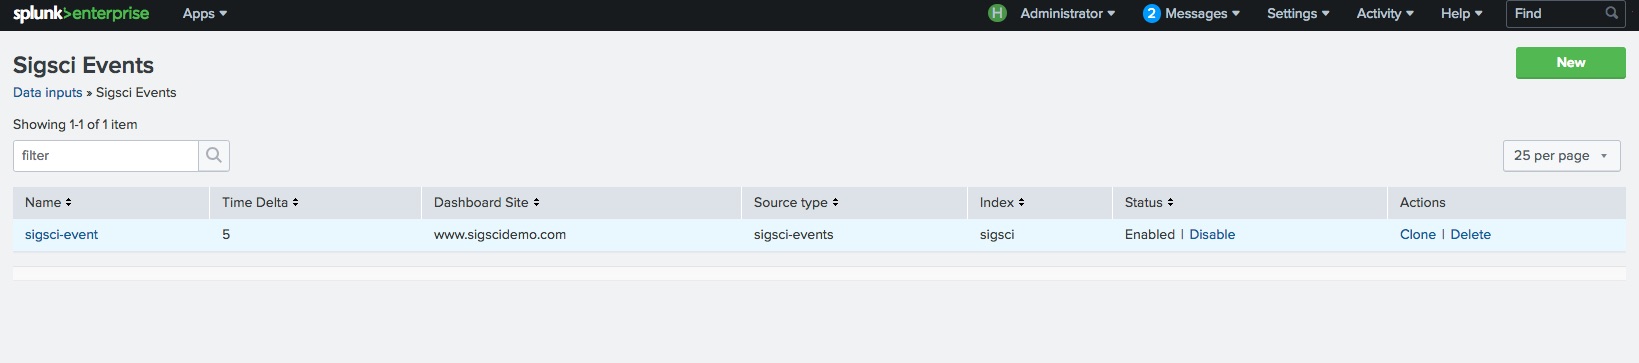 splunk>enterprise Apps H Administrator 2 Messages Settings Activity Help Find
Sigsci Events New
Data inputs » Sigsci Events
Showing 1-1 of 1 item
filter 25 per page
Name Time Delta Dashboard Site Source type Index Status Actions
sigsci-event 5 www.sigscidemo.com sigsci-events sigsci Enabled | Disable Clone | Delete